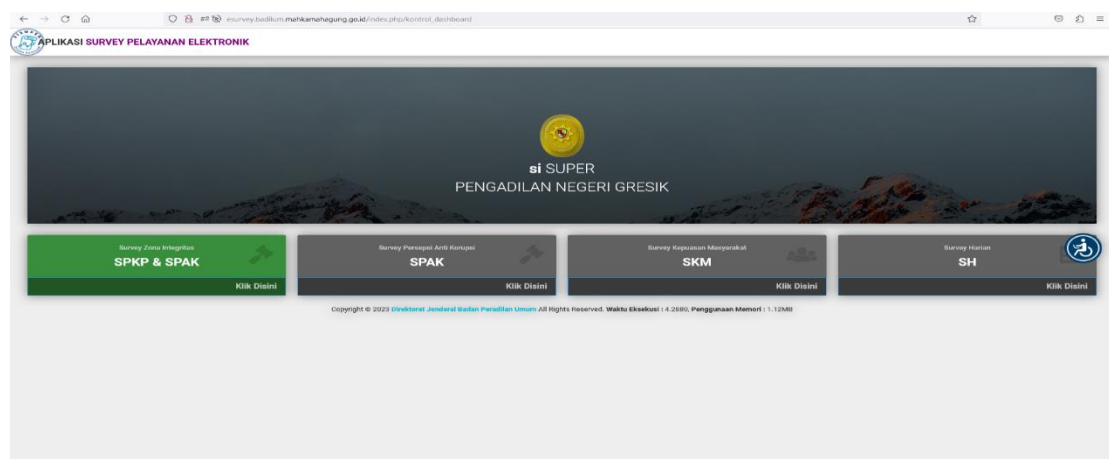 esurvey.badilum.mahkamahagung.go.id/index.php/kontrol_dashboard
APLIKASI SURVEY PELAYANAN ELEKTRONIK
si SUPER
PENGADILAN NEGERI GRESIK
Survey Zona Integritas
SPKP & SPAK
Klik Disini
Survey Persepsi Anti Korupsi
SPAK
Klik Disini
Survey Kepuasan Masyarakat
SKM
Klik Disini
Survey Harian
SH
Klik Disini
Copyright © 2023 Direktorat Jenderal Badan Peradilan Umum All Rights Reserved. Waktu Eksekusi : 4.2680, Penggunaan Memori : 1.12MB